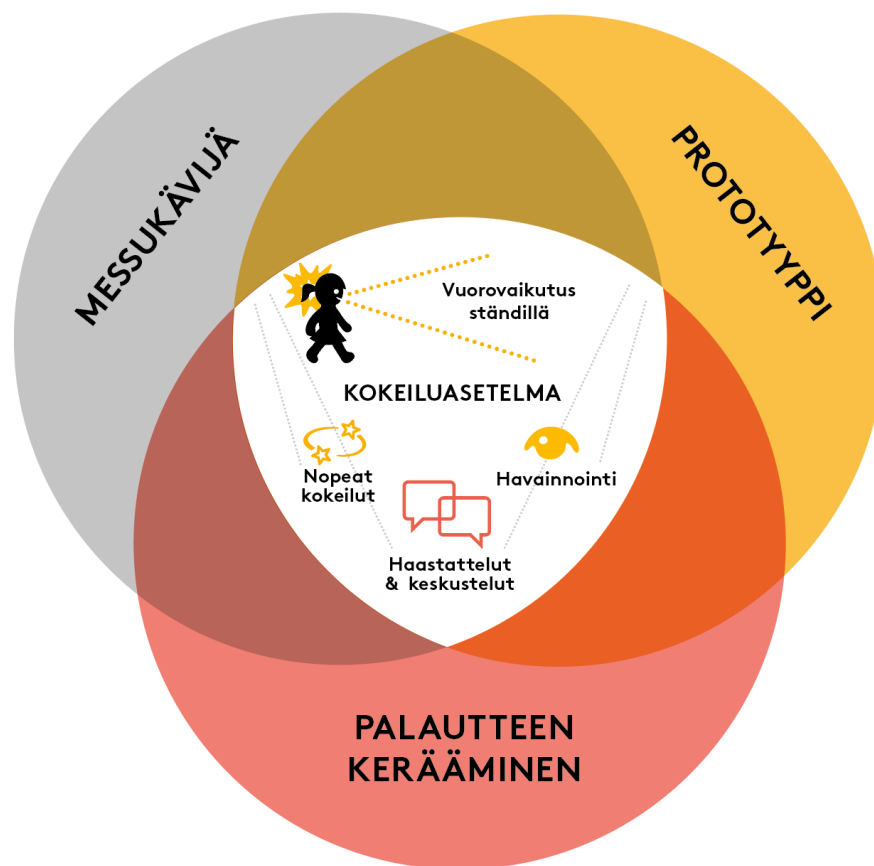 MESSUKÄVIJÄ
PROTOTYYPPI
Vuorovaikutus
ständillä
KOKEILUASETELMA
Nopeat
kokeilut
Havainnointi
Haastattelut
& keskustelut
PALAUTTEEN
KERÄÄMINEN